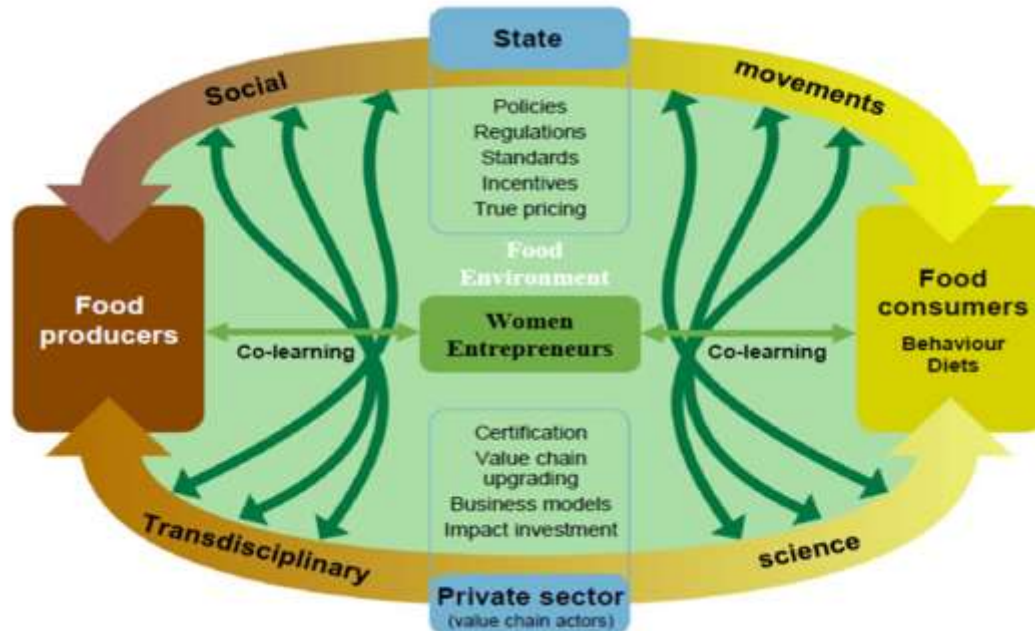 State
Social
movements
Policies
Regulations
Standards
Incentives
True pricing
Food
Environment
Food
producers
Women
Entrepreneurs
Food
consumers
Behaviour
Diets
Co-learning
Co-learning
Certification
Value chain
upgrading
Business models
Impact investment
Transdisciplinary
science
Private sector
(value chain actors)